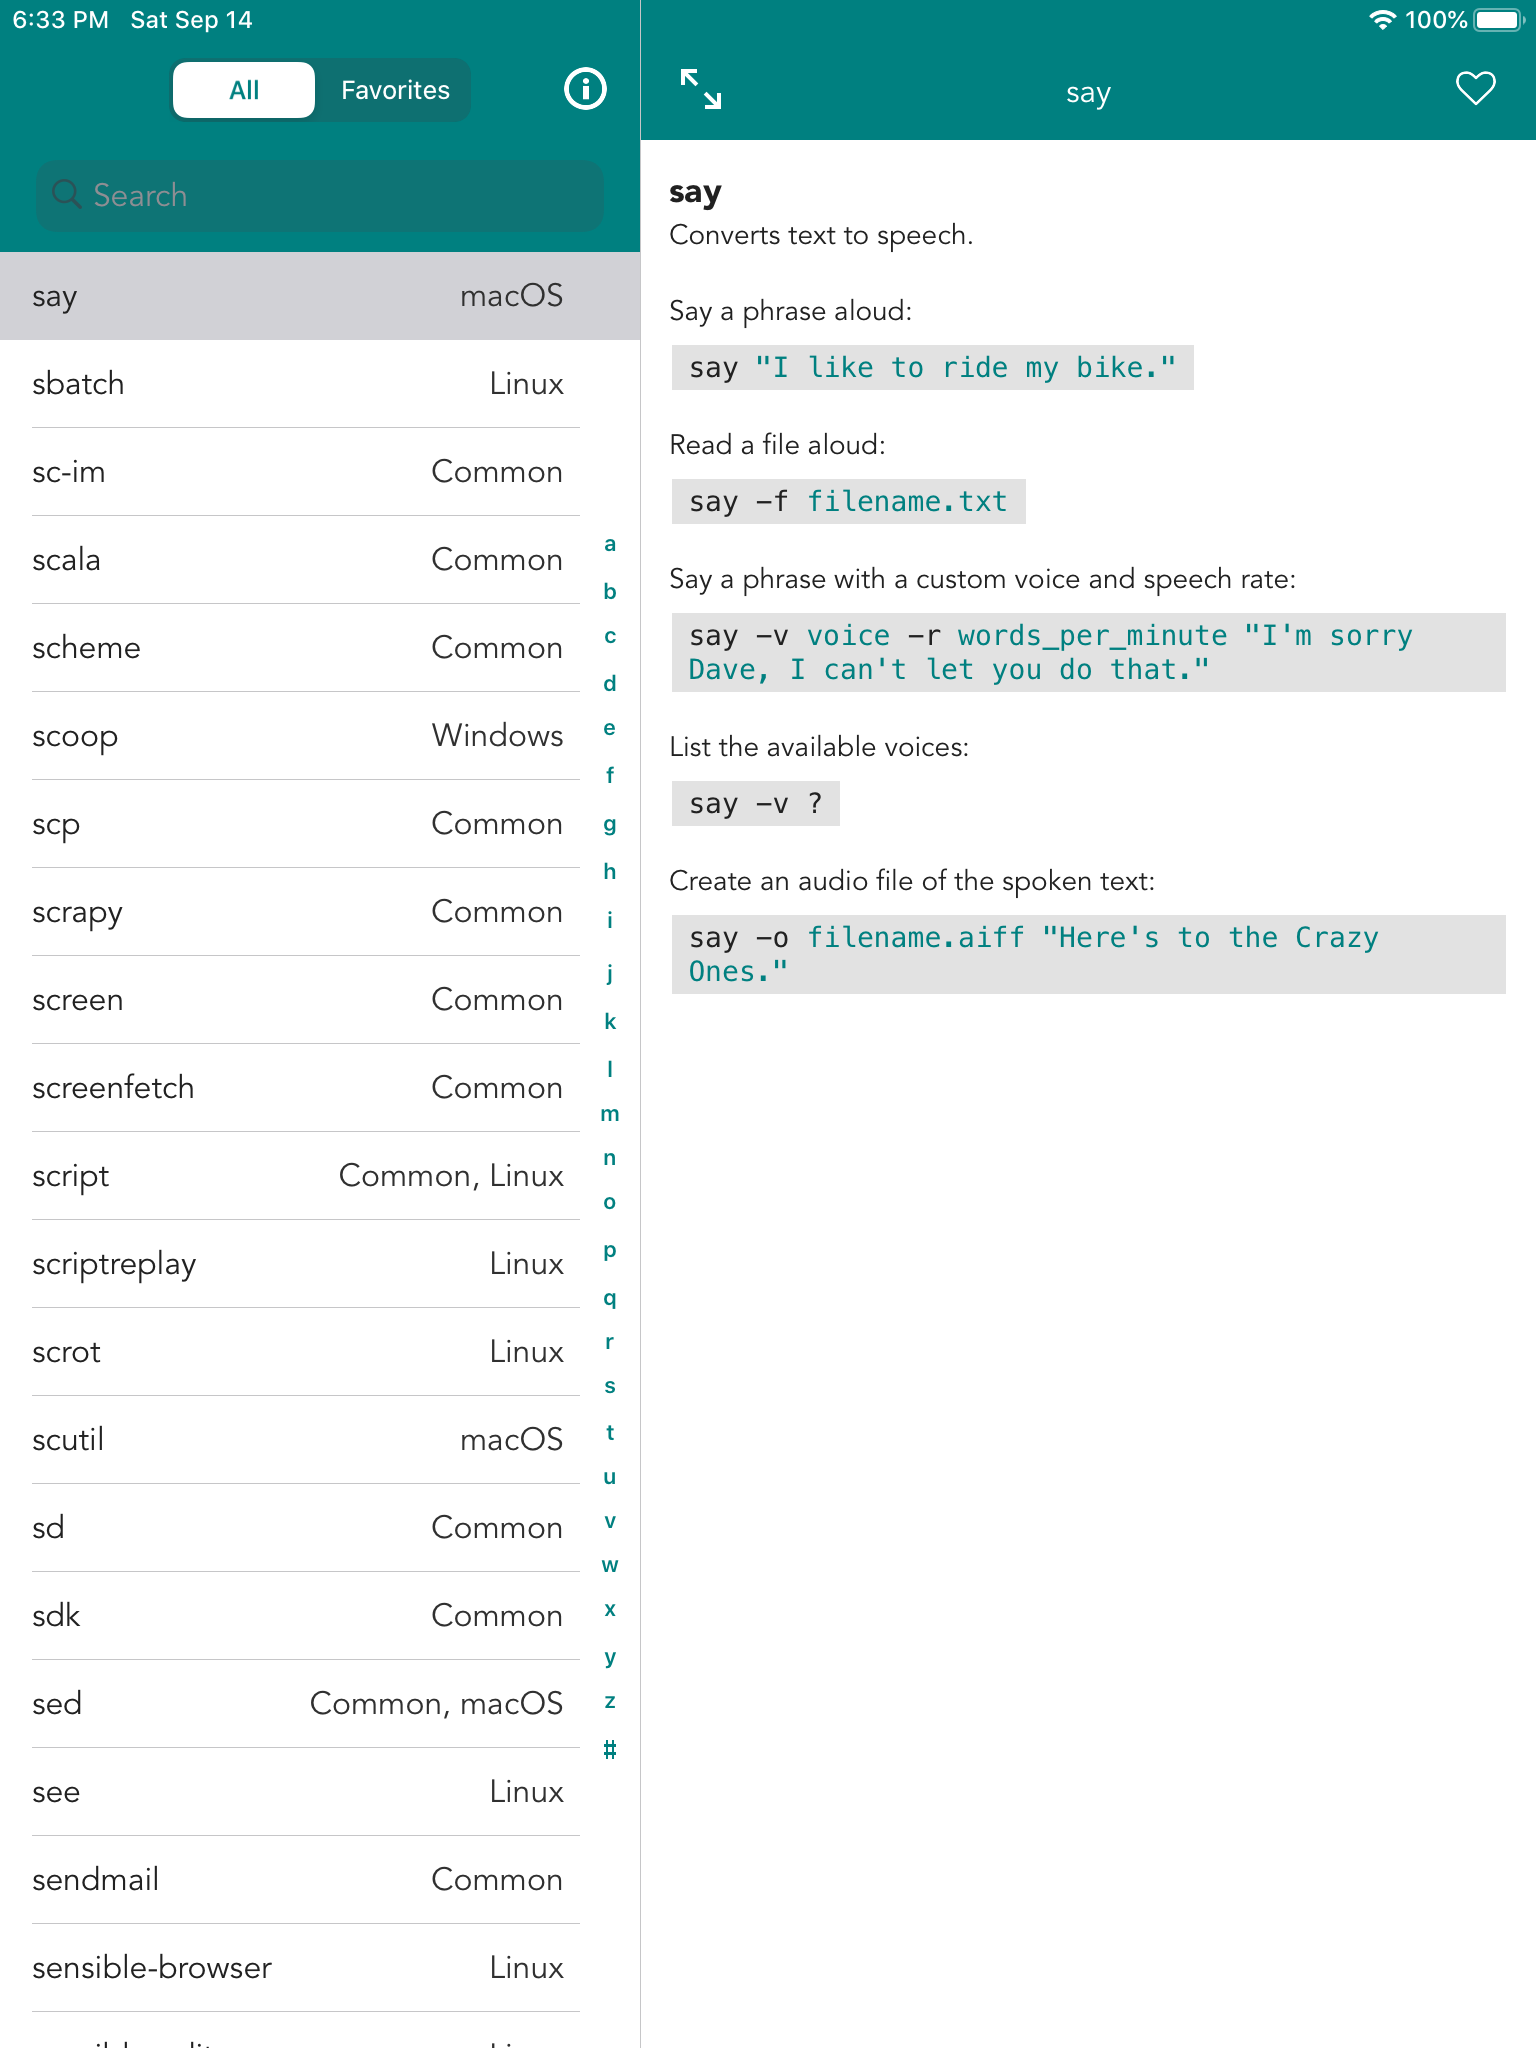 6:33 PM Sat Sep 14
100%
All
Favorites
Search
say macOS
sbatch Linux
sc-im Common
scala Common
scheme Common
scoop Windows
scp Common
scrapy Common
screen Common
screenfetch Common
script Common, Linux
scriptreplay Linux
scrot Linux
scutil macOS
sd Common
sdk Common
sed Common, macOS
see Linux
sendmail Common
sensible-browser Linux
a
b
c
d
e
f
g
h
i
j
k
l
m
n
o
p
q
r
s
t
u
v
w
x
y
z
#
say
say
Converts text to speech.
Say a phrase aloud:
say "I like to ride my bike."
Read a file aloud:
say -f filename.txt
Say a phrase with a custom voice and speech rate:
say -v voice -r words_per_minute "I'm sorry
Dave, I can't let you do that."
List the available voices:
say -v ?
Create an audio file of the spoken text:
say -o filename.aiff "Here's to the Crazy
Ones."